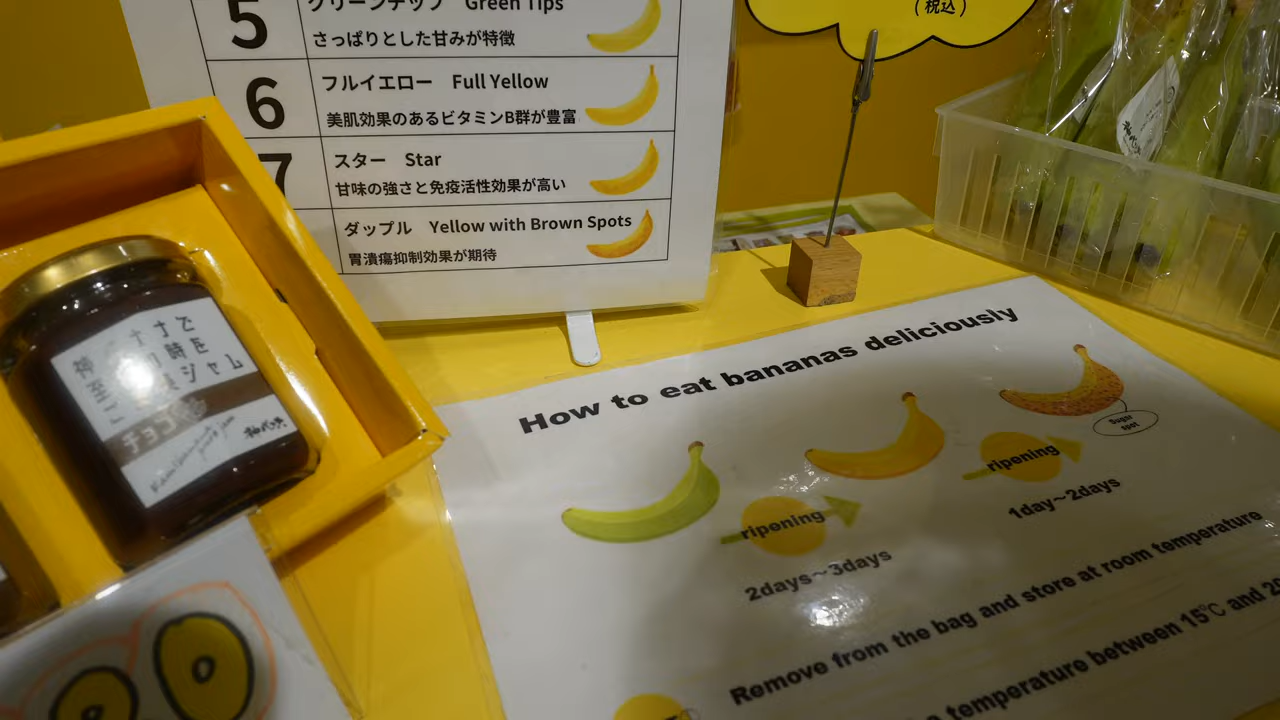 (税込)
5
グリーンチップ Green Tips
さっぱりとした甘みが特徴
6
フルイエロー Full Yellow
美肌効果のあるビタミンB群が豊富
7
スター Star
甘味の強さと免疫活性効果が高い
ダップル Yellow with Brown Spots
胃潰瘍抑制効果が期待
How to eat bananas deliciously
Sugar
spot
ripening
1day~2days
ripening
2days~3days
Remove from the bag and store at room temperature
temperature between 15℃ and
チョコ
ジャム